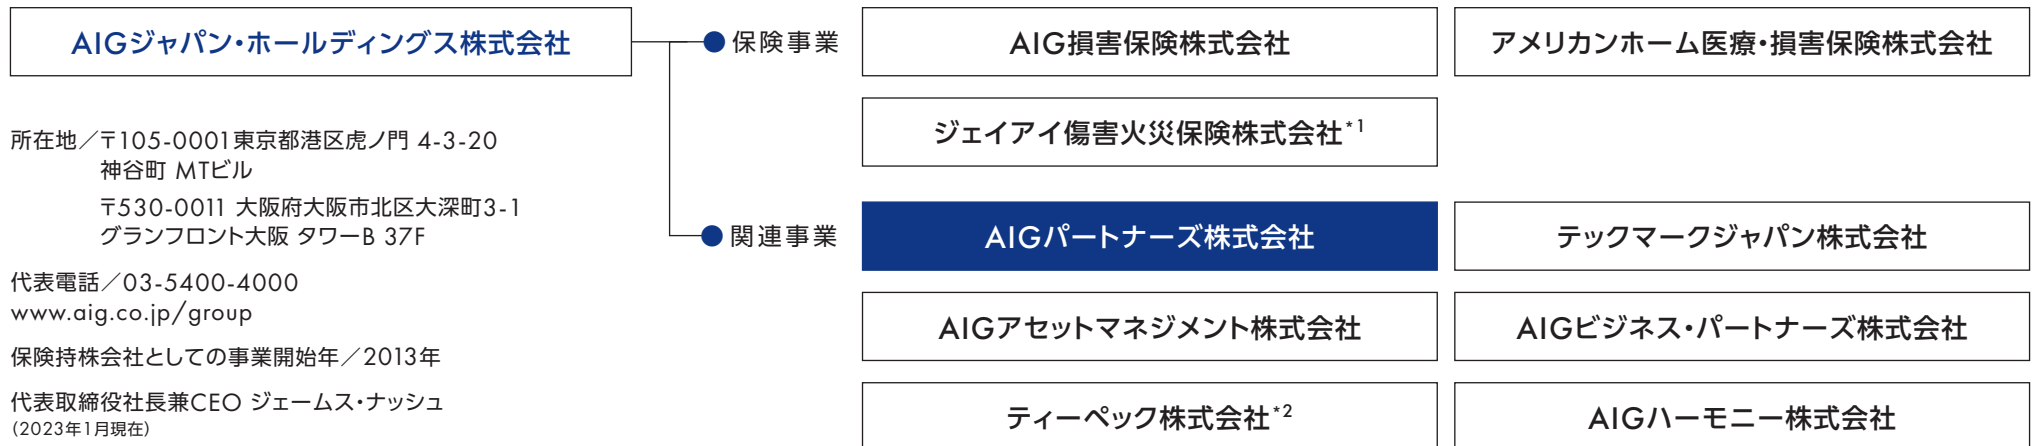 AIGジャパン・ホールディングス株式会社
所在地／〒105-0001東京都港区虎ノ門 4-3-20
神谷町 MTビル
〒530-0011 大阪府大阪市北区大深町3-1
グランフロント大阪 タワーB 37F
代表電話／03-5400-4000
www.aig.co.jp/group
保険持株会社としての事業開始年／2013年
代表取締役社長兼CEO ジェームス・ナッシュ
（2023年1月現在）
保険事業
AIG損害保険株式会社
アメリカンホーム医療・損害保険株式会社
ジェイアイ傷害火災保険株式会社*1
関連事業
AIGパートナーズ株式会社
テックマークジャパン株式会社
AIGアセットマネジメント株式会社
AIGビジネス・パートナーズ株式会社
ティーペック株式会社*2
AIGハーモニー株式会社